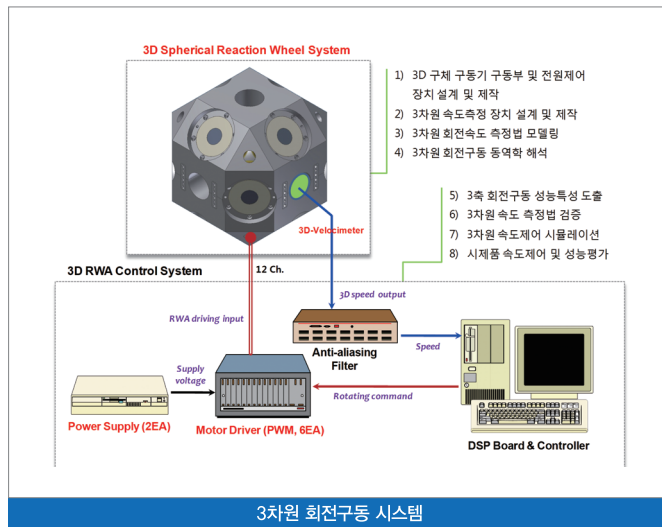 3D Spherical Reaction Wheel System
1) 3D 구체 구동기 구동부 및 전원제어
장치 설계 및 제작
2) 3차원 속도측정 장치 설계 및 제작
3) 3차원 회전속도 측정법 모델링
4) 3차원 회전구동 동역학 해석
5) 3축 회전구동 성능특성 도출
6) 3차원 속도 측정법 검증
7) 3차원 속도제어 시뮬레이션
8) 시제품 속도제어 및 성능평가
3D-Velocimeter
3D RWA Control System
12 Ch.
3D speed output
RWA driving input
Anti-aliasing
Filter
Speed
Supply
voltage
Rotating command
Power Supply (2EA)
Motor Driver (PWM, 6EA)
DSP Board & Controller
3차원 회전구동 시스템